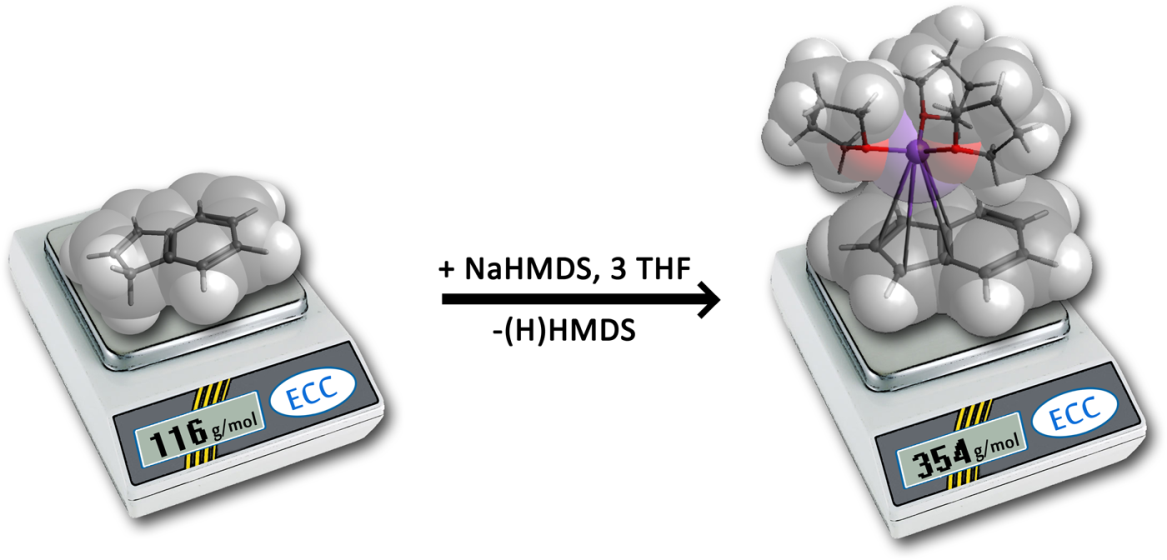 + NaHMDS, 3 THF
-(H)HMDS
ECC
116 g/mol
ECC
354 g/mol